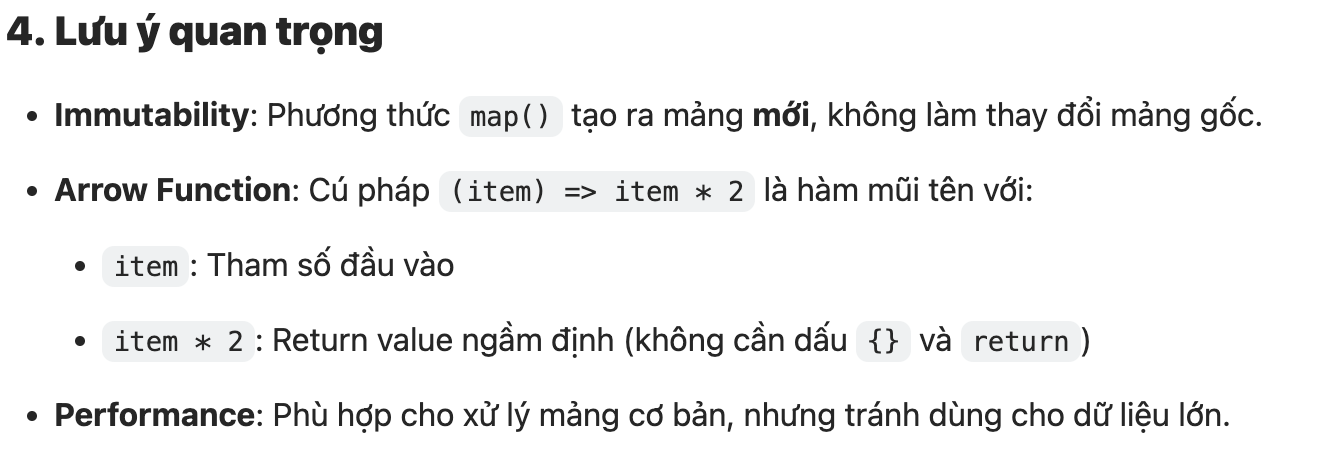 4. Lưu ý quan trọng
• Immutability: Phương thức map() tạo ra mảng mới, không làm thay đổi mảng gốc.
• Arrow Function: Cú pháp (item) => item * 2 là hàm mũi tên với:
• item: Tham số đầu vào
• item * 2: Return value ngầm định (không cần dấu {} và return)
• Performance: Phù hợp cho xử lý mảng cơ bản, nhưng tránh dùng cho dữ liệu lớn.